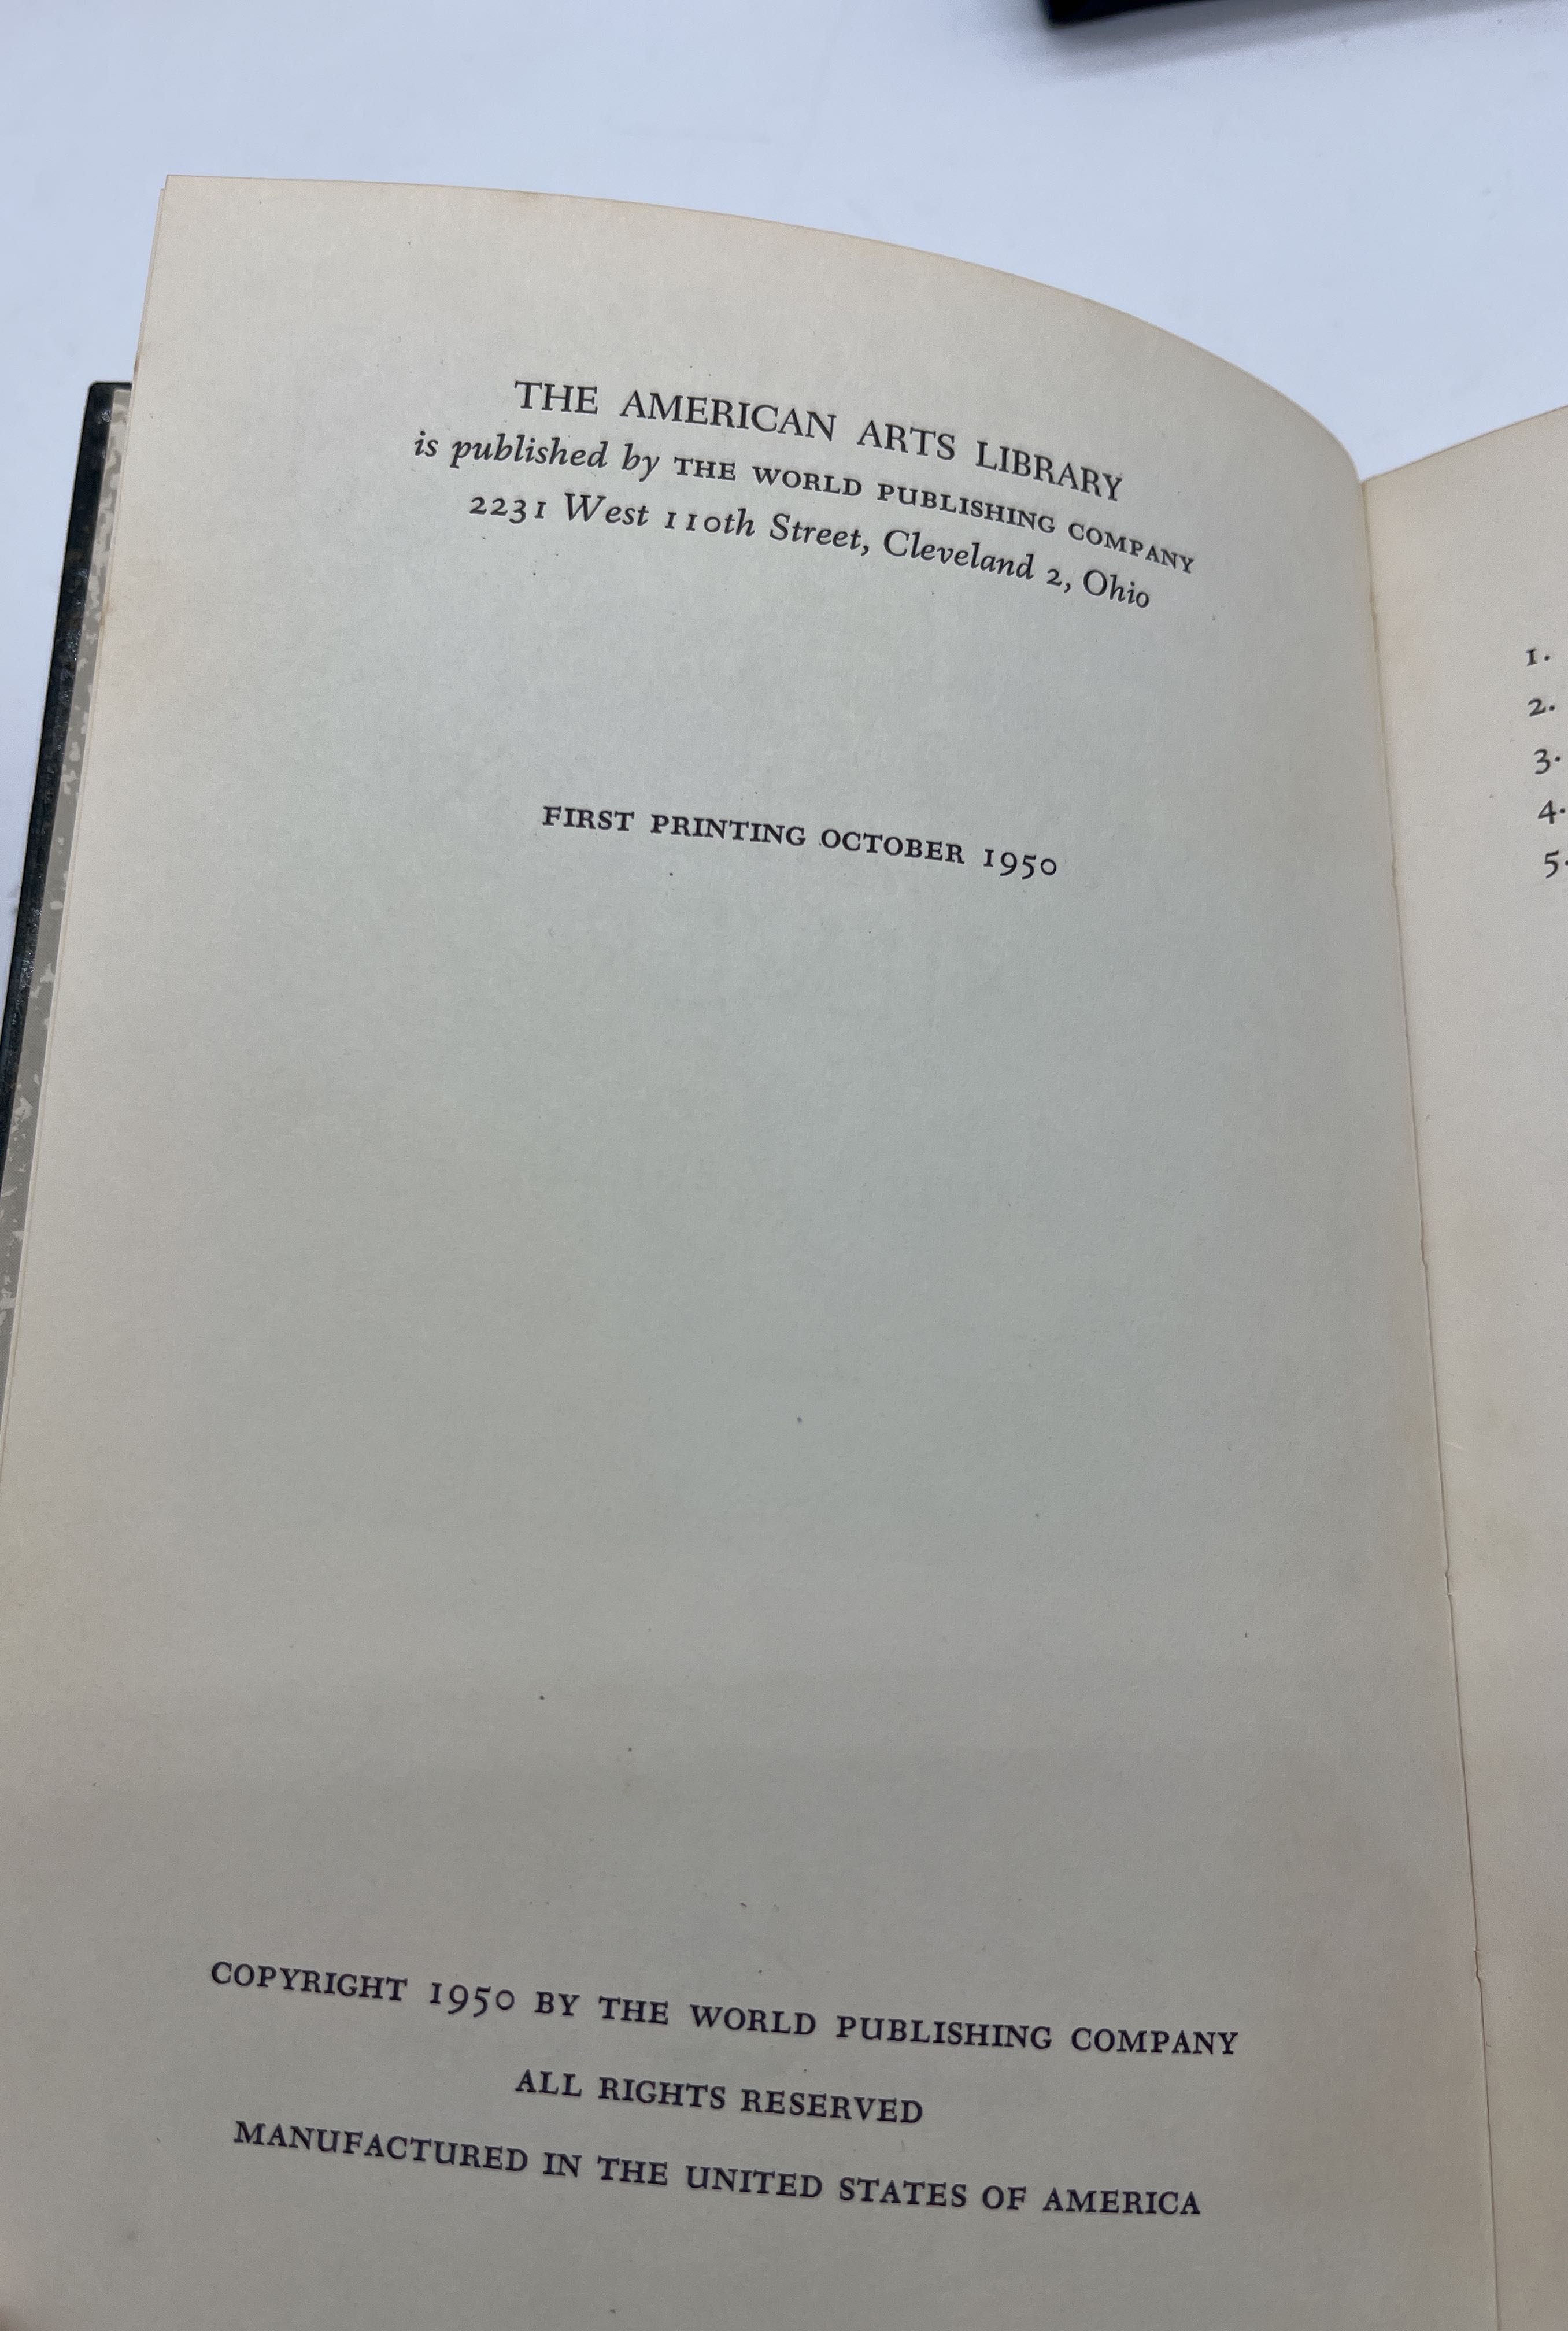 THE AMERICAN ARTS LIBRARY
is published by THE WORLD PUBLISHING COMPANY
2231 West 110th Street, Cleveland 2, Ohio
FIRST PRINTING OCTOBER 1950
COPYRIGHT 1950 BY THE WORLD PUBLISHING COMPANY
ALL RIGHTS RESERVED
MANUFACTURED IN THE UNITED STATES OF AMERICA
1.
2.
3.
4.
5.